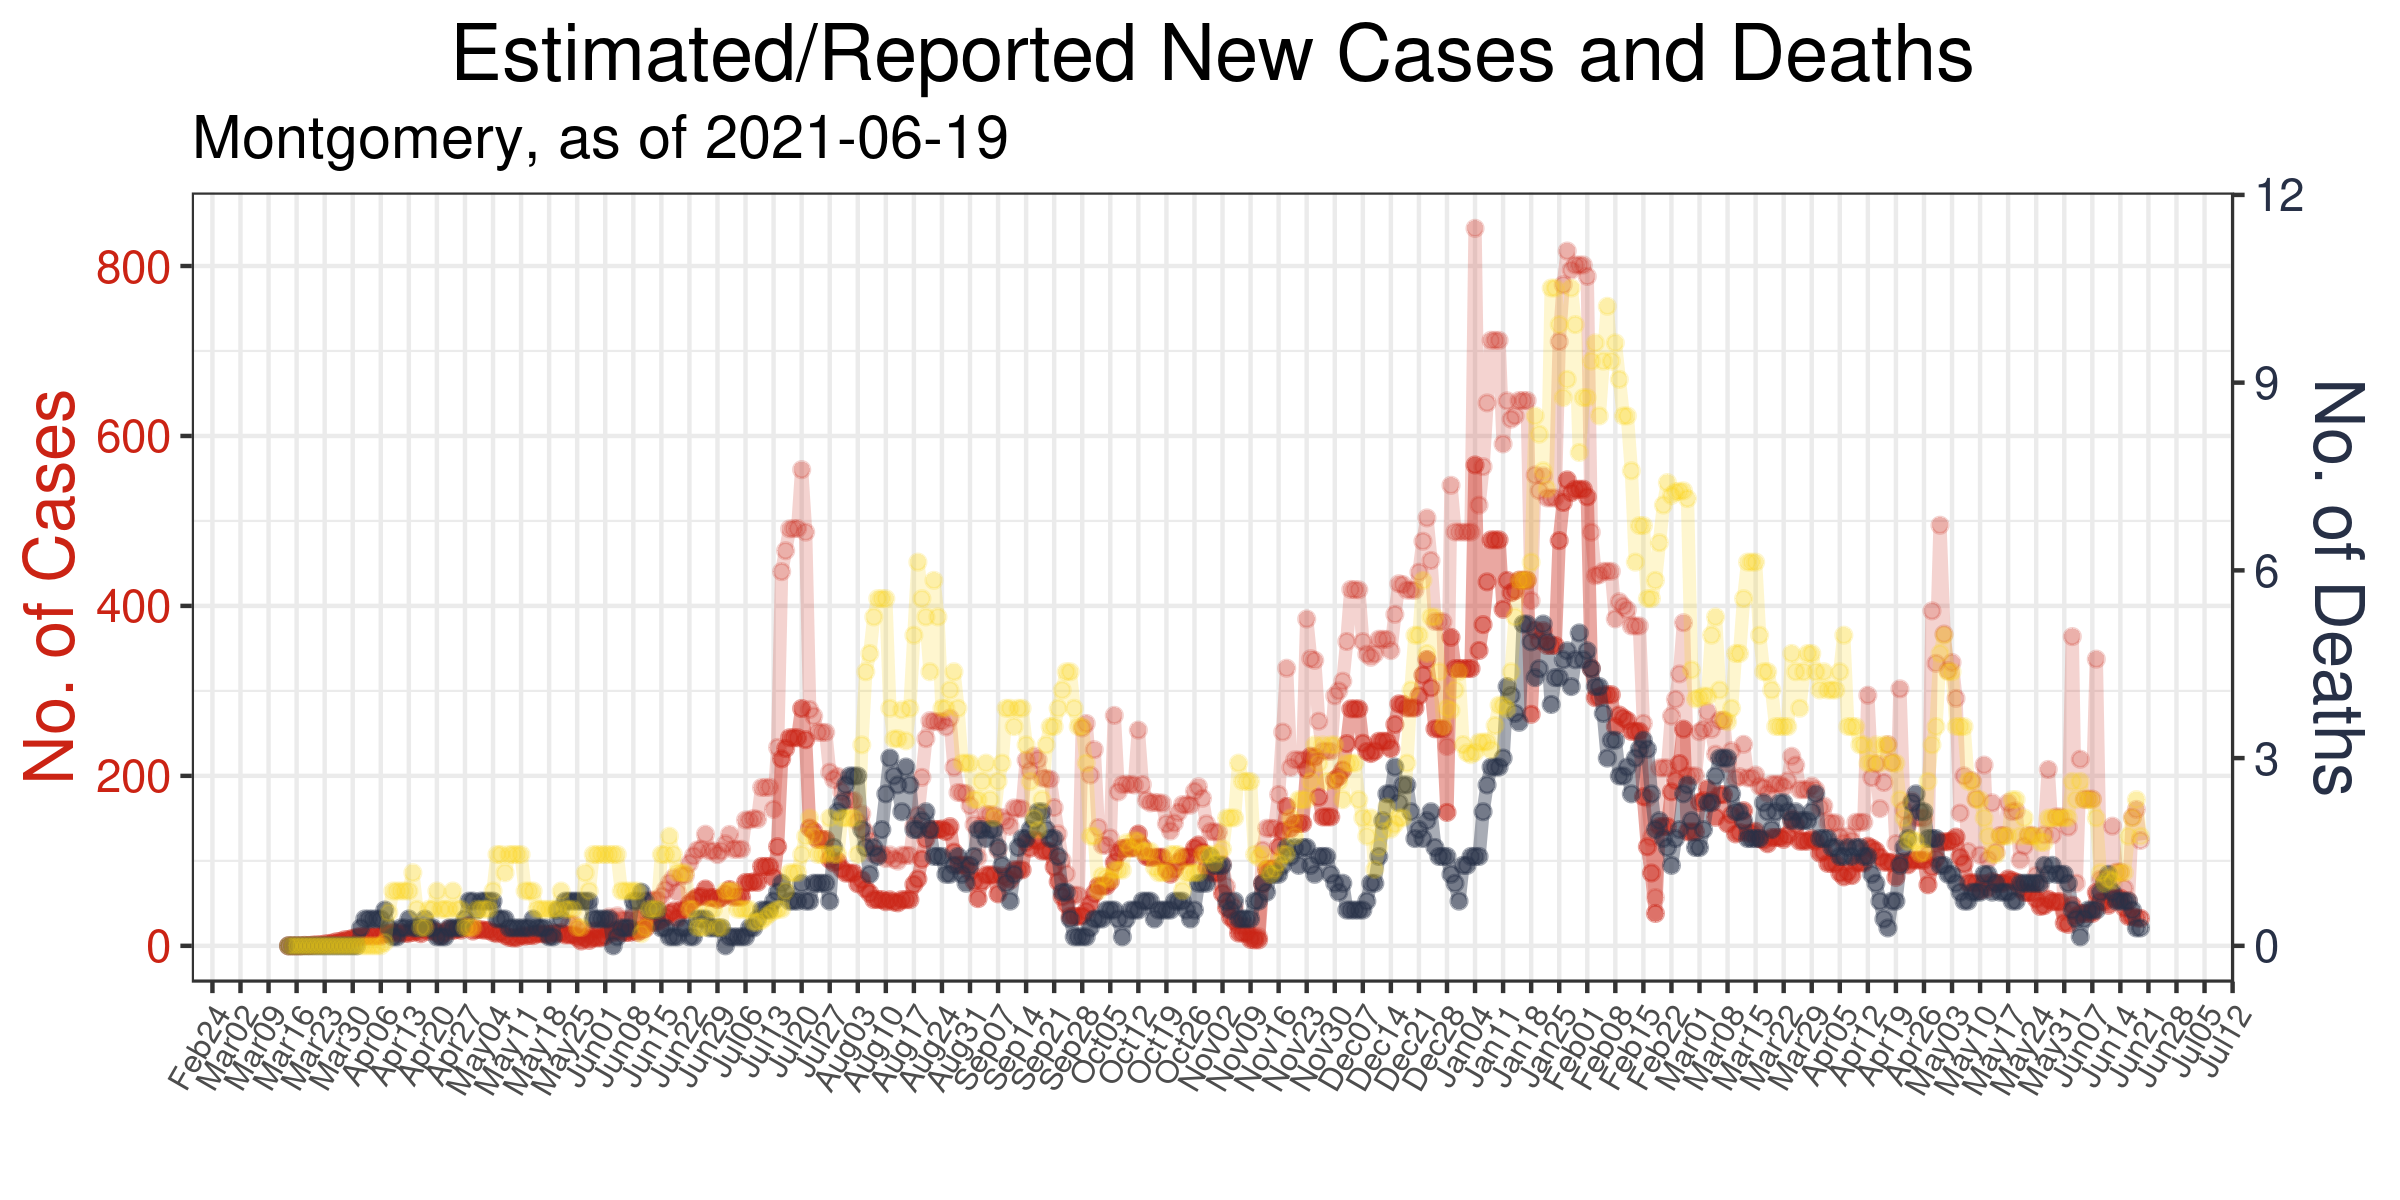 Estimated/Reported New Cases and Deaths
Montgomery, as of 2021-06-19
No. of Cases
800
600
400
200
0
12
9
6
3
0
No. of Deaths
Feb24
Mar02
Mar09
Mar16
Mar23
Mar30
Apr06
Apr13
Apr20
Apr27
May04
May11
May18
May25
Jun01
Jun08
Jun15
Jun22
Jun29
Jul06
Jul13
Jul20
Jul27
Aug03
Aug10
Aug17
Aug24
Aug31
Sep07
Sep14
Sep21
Sep28
Oct05
Oct12
Oct19
Oct26
Nov02
Nov09
Nov16
Nov23
Nov30
Dec07
Dec14
Dec21
Dec28
Jan04
Jan11
Jan18
Jan25
Feb01
Feb08
Feb15
Feb22
Mar01
Mar08
Mar15
Mar22
Mar29
Apr05
Apr12
Apr19
Apr26
May03
May10
May17
May24
May31
Jun07
Jun14
Jun21
Jun28
Jul05
Jul12